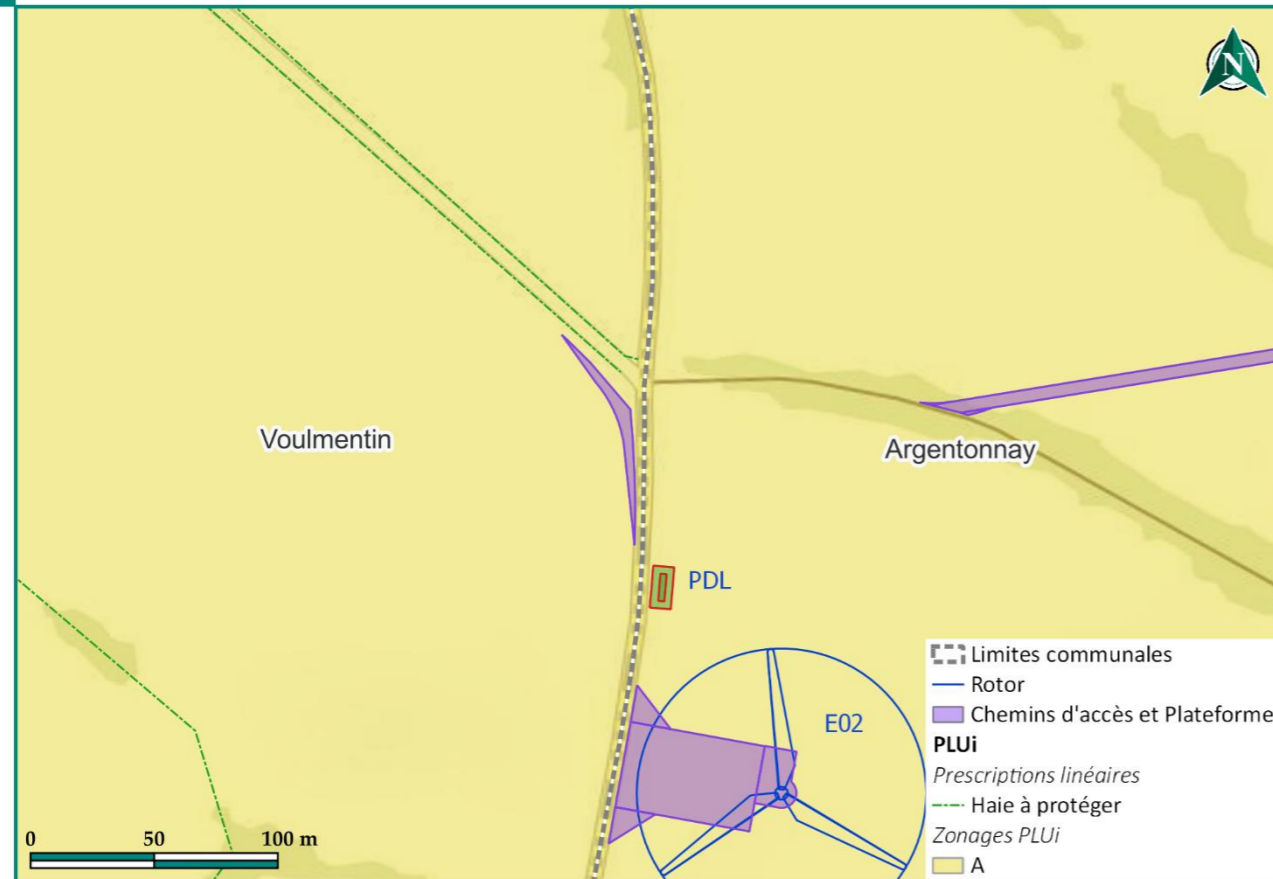 N
Voulmentin
Argentonnay
PDL
E02
0 50 100 m
Limites communales
Rotor
Chemins d'accès et Plateforme
PLUi
Prescriptions linéaires
Haie à protéger
Zonages PLUi
A